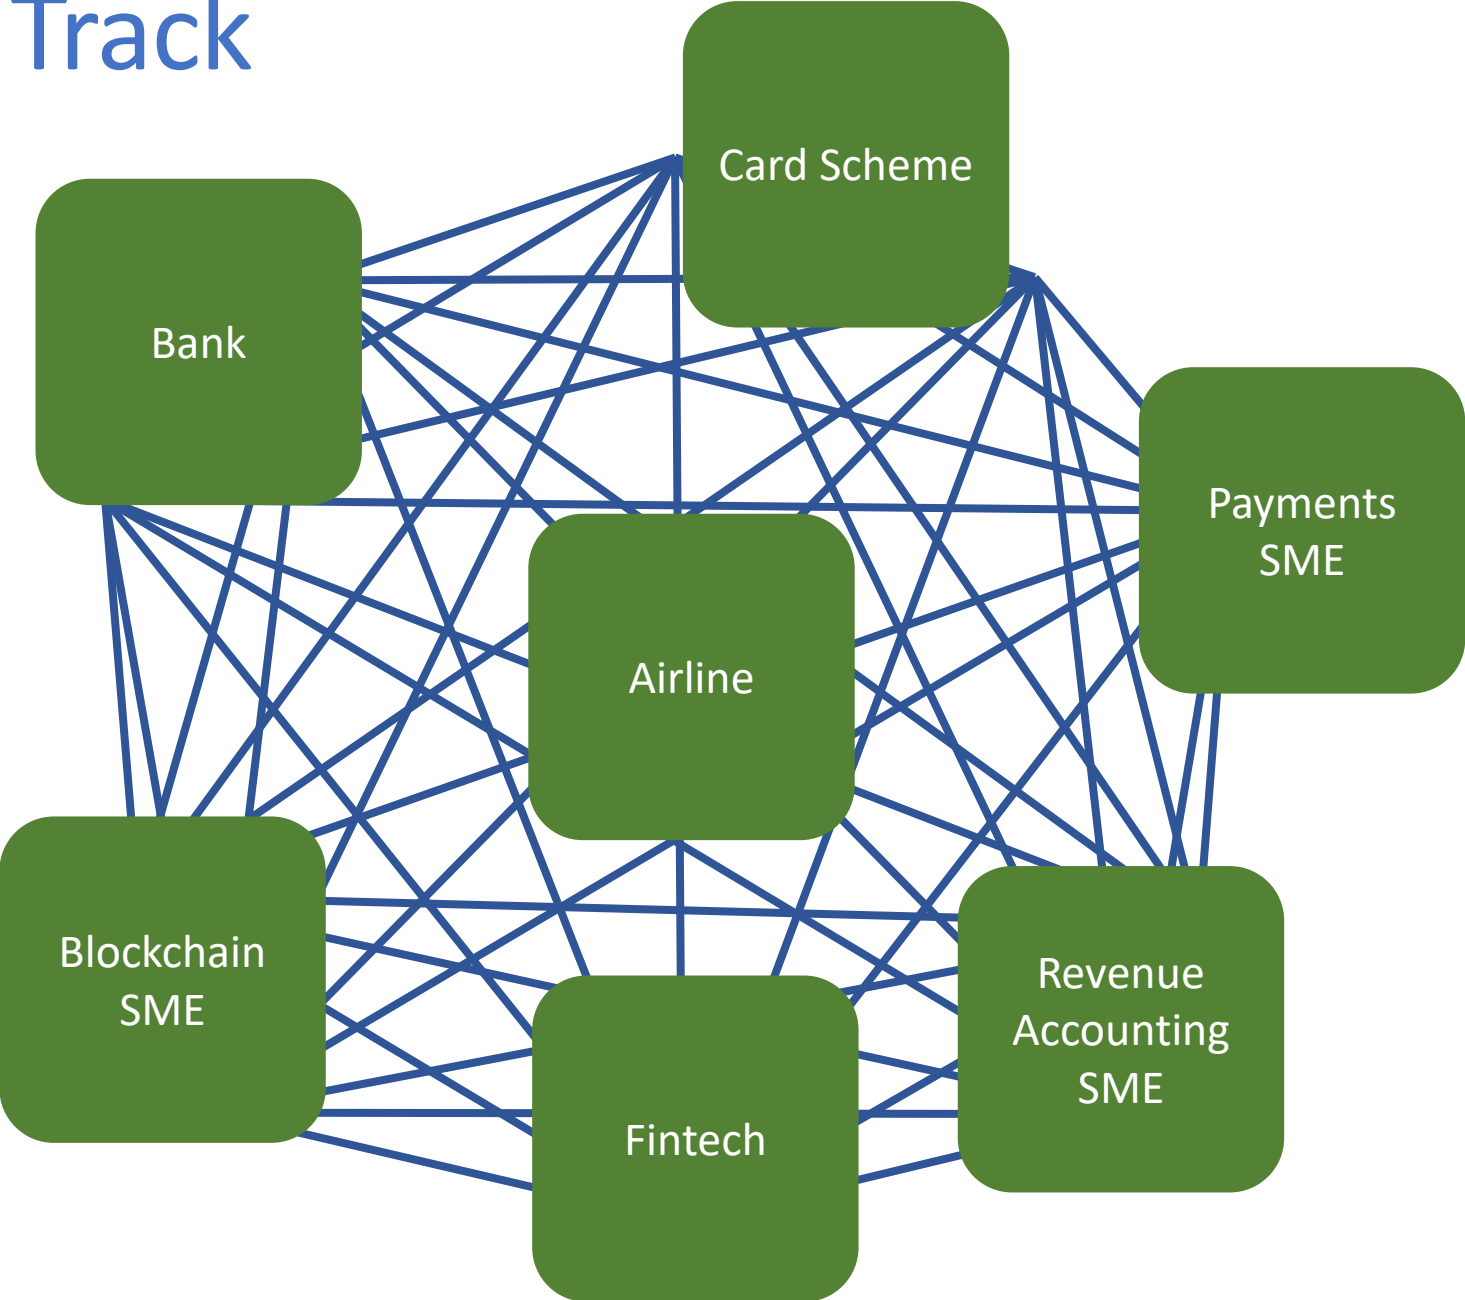 Track
Card Scheme
Bank
Payments
SME
Airline
Blockchain
SME
Revenue
Accounting
SME
Fintech